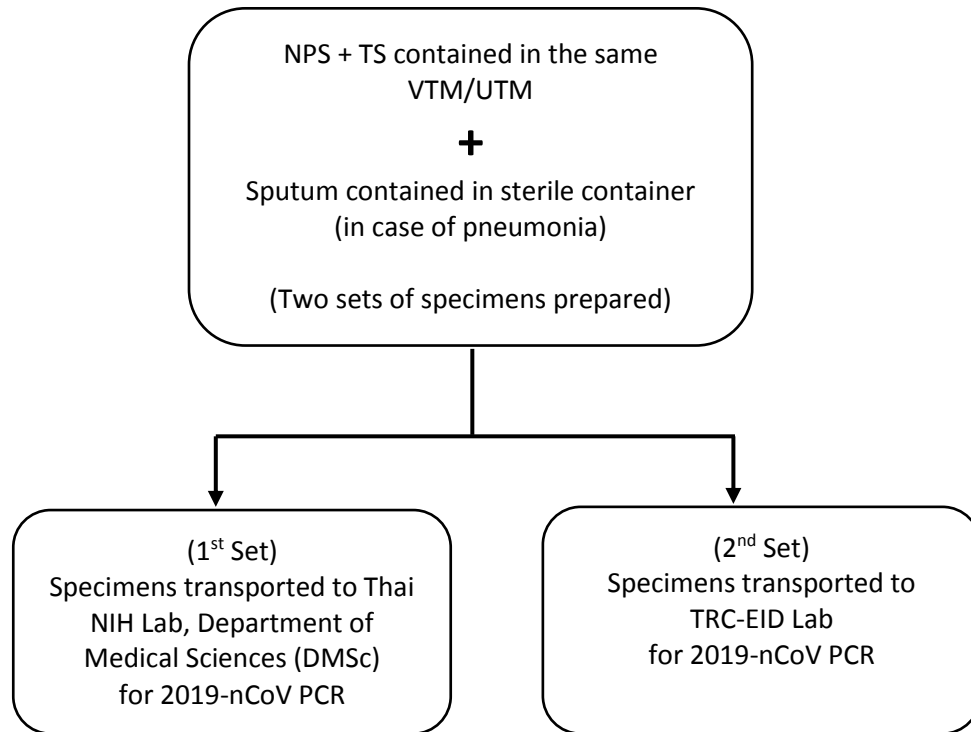 NPS + TS contained in the same
VTM/UTM
+
Sputum contained in sterile container
(in case of pneumonia)
(Two sets of specimens prepared)
(1st Set)
Specimens transported to Thai
NIH Lab, Department of
Medical Sciences (DMSc)
for 2019-nCoV PCR
(2nd Set)
Specimens transported to
TRC-EID Lab
for 2019-nCoV PCR